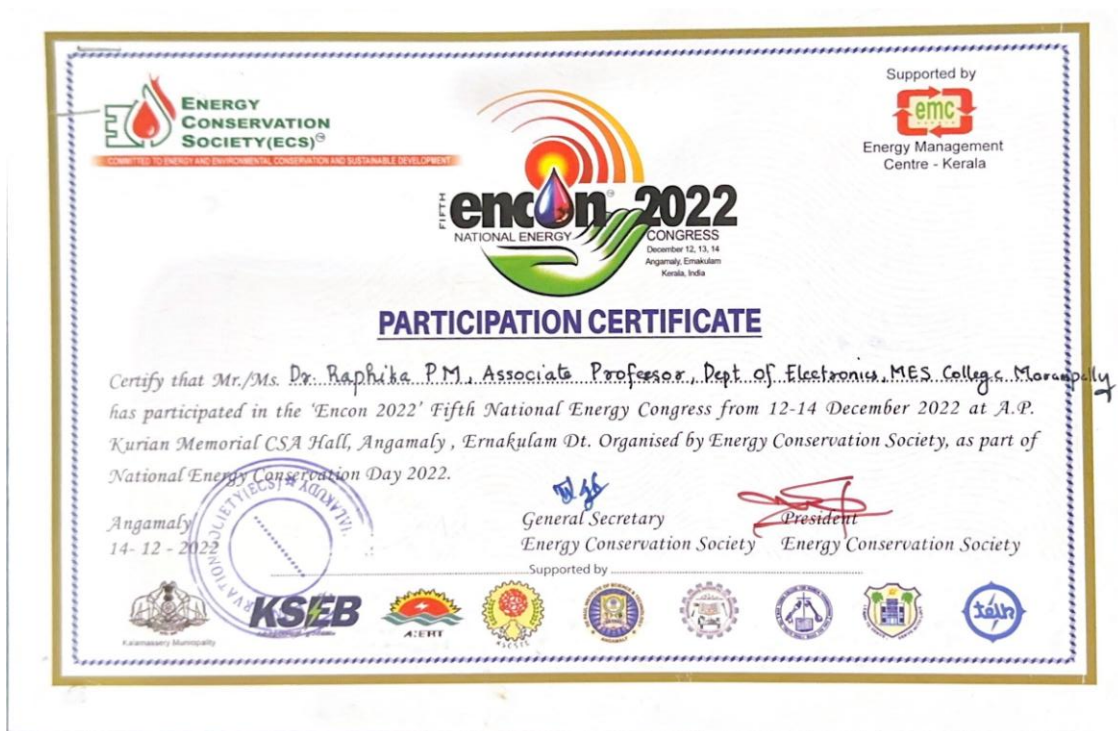 ENERGY
CONSERVATION
SOCIETY(ECS)
COMMITTED TO ENERGY AND ENVIRONMENTAL CONSERVATION AND SUSTAINABLE DEVELOPMENT
Supported by
emc
Energy Management
Centre - Kerala
FIFTH
encon 2022
NATIONAL ENERGY CONGRESS
December 12, 13, 14
Angamaly, Ernakulam
Kerala, India
PARTICIPATION CERTIFICATE
Certify that Mr./Ms. Dr. Raphika P M, Associate Professor, Dept of Electronics, MES College Marampally
has participated in the 'Encon 2022' Fifth National Energy Congress from 12-14 December 2022 at A.P.
Kurian Memorial CSA Hall, Angamaly , Ernakulam Dt. Organised by Energy Conservation Society, as part of
National Energy Conservation Day 2022.
Angamaly
14- 12 - 2022
General Secretary
Energy Conservation Society
President
Energy Conservation Society
Supported by
Kalamassery Municipality
KSEB
KSCSTE
telk